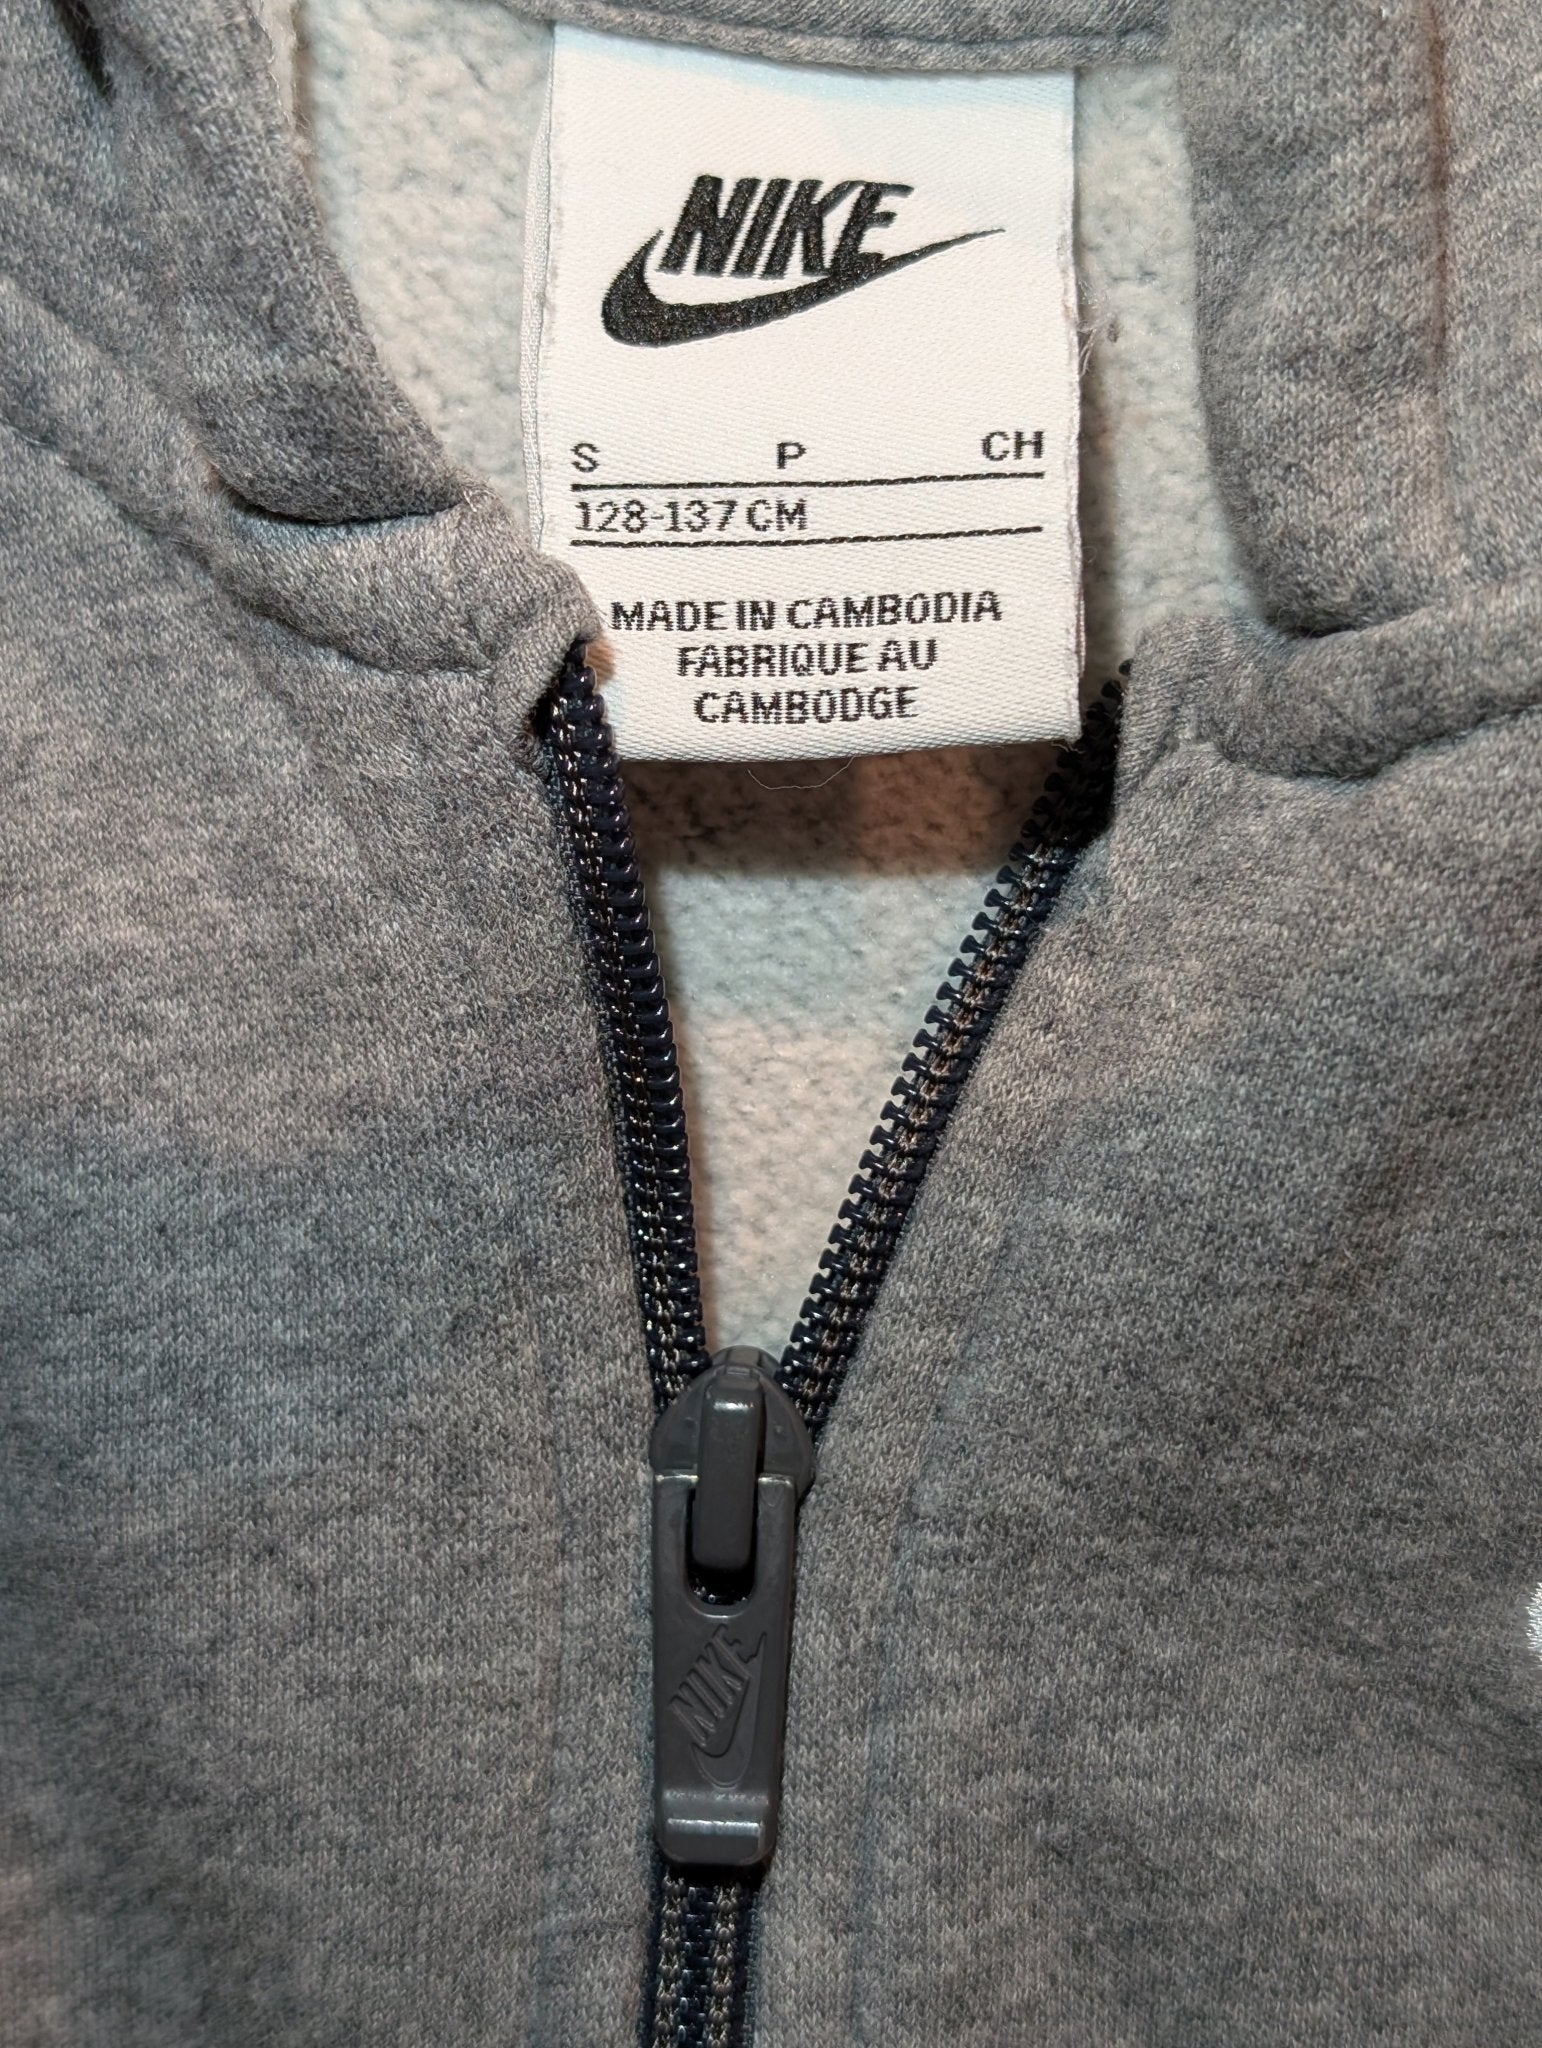 NIKE
S P CH
128-137 CM
MADE IN CAMBODIA
FABRIQUE AU
CAMBODGE
NIKE